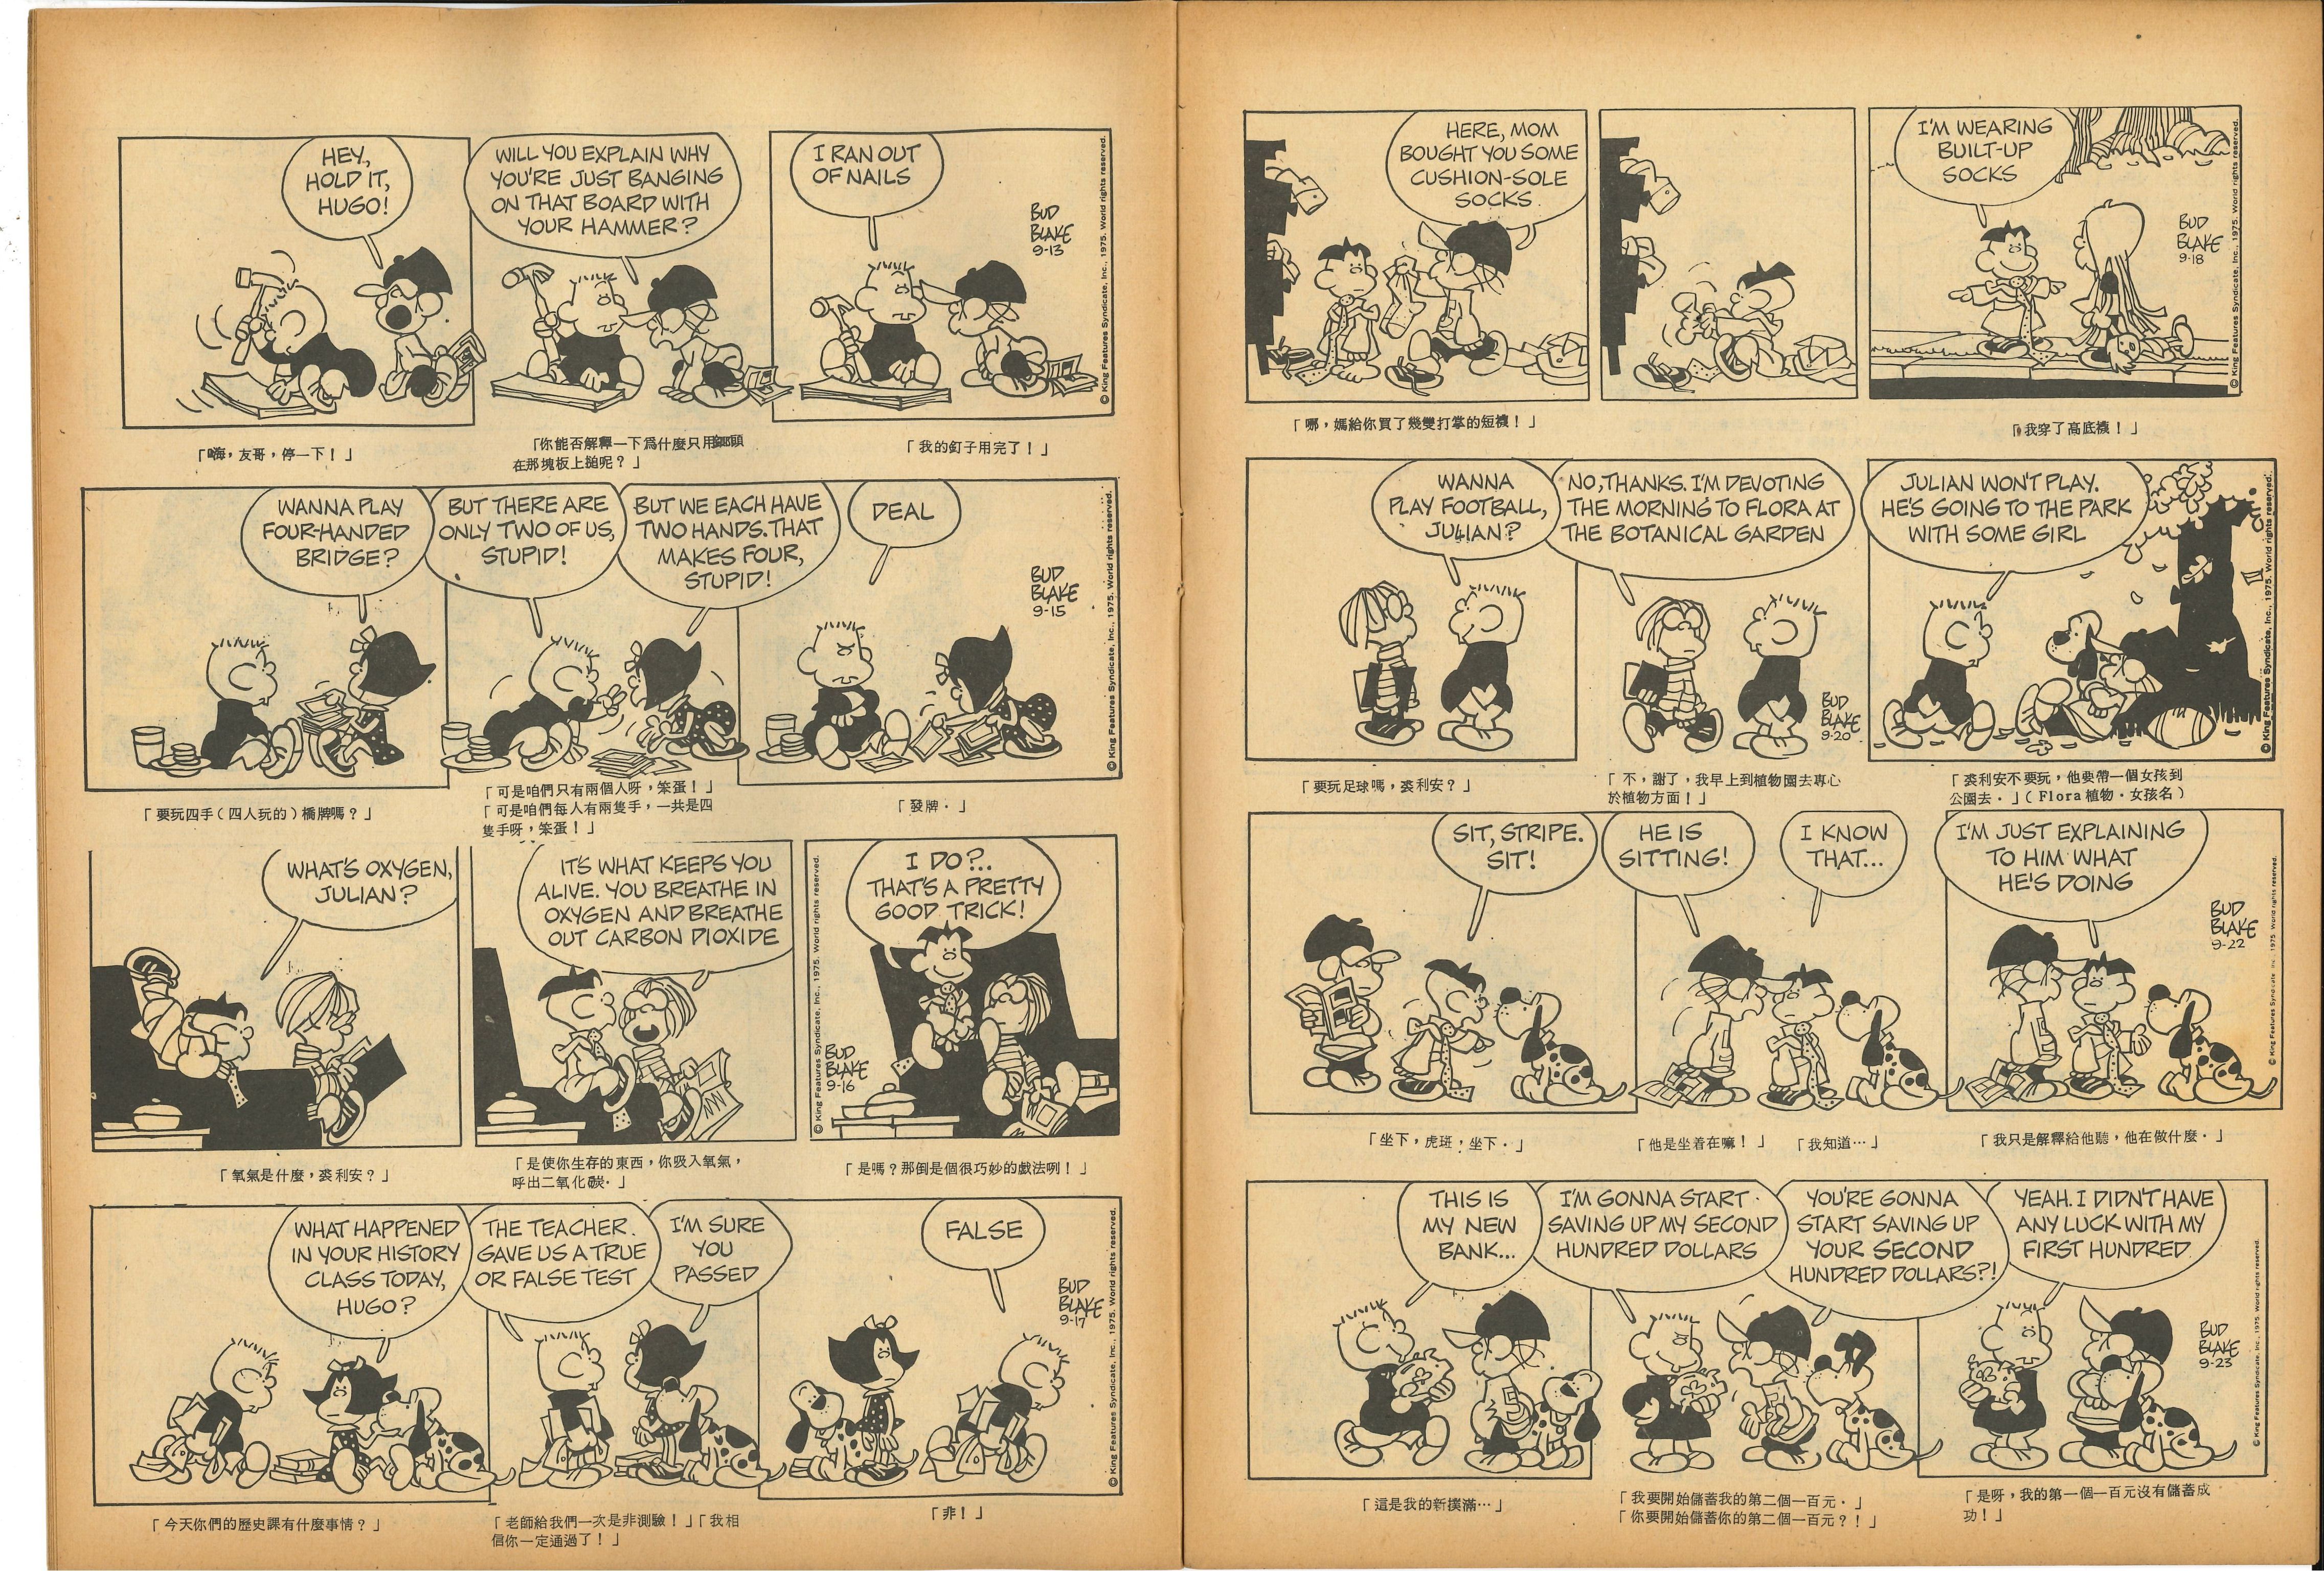 HEY,
HOLD IT,
HUGO!
WILL YOU EXPLAIN WHY
YOU'RE JUST BANGING
ON THAT BOARD WITH
YOUR HAMMER?
I RAN OUT
OF NAILS
BUD
BLAKE
9-13
© King Features Syndicate, Inc., 1975. World rights reserved.
「嗨，友哥，停一下！」
「你能否解釋一下爲什麼只用鎚頭
在那塊板上搥呢？」
「我的釘子用完了！」
WANNA PLAY
FOUR-HANDED
BRIDGE?
BUT THERE ARE
ONLY TWO OF US,
STUPID!
BUT WE EACH HAVE
TWO HANDS. THAT
MAKES FOUR,
STUPID!
DEAL
BUD
BLAKE
9-15
© King Features Syndicate, Inc., 1975. World rights reserved.
「要玩四手（四人玩的）橋牌嗎？」
「可是咱們只有兩個人呀，笨蛋！」
「可是咱們每人有兩隻手，一共是四
隻手呀，笨蛋！」
「發牌．」
WHAT'S OXYGEN,
JULIAN?
IT'S WHAT KEEPS YOU
ALIVE. YOU BREATHE IN
OXYGEN AND BREATHE
OUT CARBON DIOXIDE
I DO?..
THAT'S A PRETTY
GOOD TRICK!
BUD
BLAKE
9-16
© King Features Syndicate, Inc., 1975. World rights reserved.
「氧氣是什麼，裘利安？」
「是使你生存的東西，你吸入氧氣，
呼出二氧化碳．」
「是嗎？那倒是個很巧妙的戲法咧！」
WHAT HAPPENED
IN YOUR HISTORY
CLASS TODAY,
HUGO?
THE TEACHER
GAVE US A TRUE
OR FALSE TEST
I'M SURE
YOU
PASSED
FALSE
BUD
BLAKE
9-17
© King Features Syndicate, Inc., 1975. World rights reserved.
「今天你們的歷史課有什麼事情？」
「老師給我們一次是非測驗！」「我相
信你一定通過了！」
「非！」
HERE, MOM
BOUGHT YOU SOME
CUSHION-SOLE
SOCKS
I'M WEARING
BUILT-UP
SOCKS
BUD
BLAKE
9-18
© King Features Syndicate, Inc., 1975. World rights reserved.
「哪，媽給你買了幾雙打掌的短襪！」
「我穿了高底襪！」
WANNA
PLAY FOOTBALL,
JULIAN?
NO, THANKS. I'M DEVOTING
THE MORNING TO FLORA AT
THE BOTANICAL GARDEN
JULIAN WON'T PLAY.
HE'S GOING TO THE PARK
WITH SOME GIRL
BUD
BLAKE
9-20
© King Features Syndicate, Inc., 1975. World rights reserved.
「要玩足球嗎，裘利安？」
「不，謝了，我早上到植物園去專心
於植物方面！」
「裘利安不要玩，他要帶一個女孩到
公園去．」（Flora植物．女孩名）
SIT, STRIPE.
SIT!
HE IS
SITTING!
I KNOW
THAT...
I'M JUST EXPLAINING
TO HIM WHAT
HE'S DOING
BUD
BLAKE
9-22
© King Features Syndicate, Inc., 1975. World rights reserved.
「坐下，虎班，坐下．」
「他是坐着在嘛！」
「我知道…」
「我只是解釋給他聽，他在做什麼．」
THIS IS
MY NEW
BANK...
I'M GONNA START
SAVING UP MY SECOND
HUNDRED DOLLARS
YOU'RE GONNA
START SAVING UP
YOUR SECOND
HUNDRED DOLLARS?!
YEAH. I DIDN'T HAVE
ANY LUCK WITH MY
FIRST HUNDRED
BUD
BLAKE
9-23
© King Features Syndicate, Inc., 1975. World rights reserved.
「這是我的新撲滿…」
「我要開始儲蓄我的第二個一百元．」
「你要開始儲蓄你的第二個一百元？！」
「是呀，我的第一個一百元沒有儲蓄成
功！」